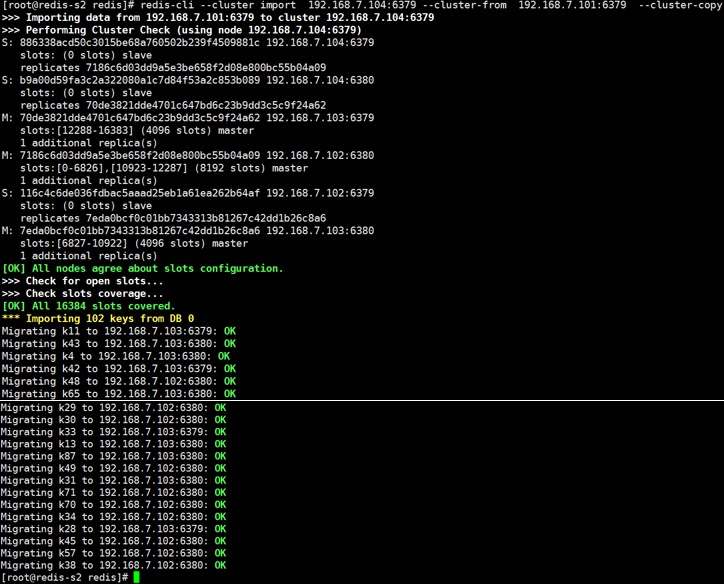 [root@redis-s2 redis]# redis-cli --cluster import  192.168.7.104:6379 --cluster-from  192.168.7.101:6379  --cluster-copy
>>> Importing data from 192.168.7.101:6379 to cluster 192.168.7.104:6379
>>> Performing Cluster Check (using node 192.168.7.104:6379)
S: 886338acd50c3015be68a760502b239f4509881c 192.168.7.104:6379
   slots: (0 slots) slave
   replicates 7186c6d03dd9a5e3be658f2d08e800bc55b04a09
S: b9a00d59fa3c2a322080a1c7d84f53a2c853b089 192.168.7.104:6380
   slots: (0 slots) slave
   replicates 70de3821dde4701c647bd6c23b9dd3c5c9f24a62
M: 70de3821dde4701c647bd6c23b9dd3c5c9f24a62 192.168.7.103:6379
   slots:[12288-16383] (4096 slots) master
   1 additional replica(s)
M: 7186c6d03dd9a5e3be658f2d08e800bc55b04a09 192.168.7.102:6380
   slots:[0-6826],[10923-12287] (8192 slots) master
   1 additional replica(s)
S: 116c4c6de036fdbac5aaad25eb1a61ea262b64af 192.168.7.102:6379
   slots: (0 slots) slave
   replicates 7eda0bcf0c01bb7343313b81267c42dd1b26c8a6
M: 7eda0bcf0c01bb7343313b81267c42dd1b26c8a6 192.168.7.103:6380
   slots:[6827-10922] (4096 slots) master
   1 additional replica(s)
[OK] All nodes agree about slots configuration.
>>> Check for open slots...
>>> Check slots coverage...
[OK] All 16384 slots covered.
*** Importing 102 keys from DB 0
Migrating k11 to 192.168.7.103:6379: OK
Migrating k43 to 192.168.7.103:6380: OK
Migrating k4 to 192.168.7.103:6380: OK
Migrating k42 to 192.168.7.103:6379: OK
Migrating k48 to 192.168.7.102:6380: OK
Migrating k65 to 192.168.7.103:6380: OK
Migrating k29 to 192.168.7.102:6380: OK
Migrating k30 to 192.168.7.102:6380: OK
Migrating k33 to 192.168.7.103:6379: OK
Migrating k13 to 192.168.7.103:6380: OK
Migrating k87 to 192.168.7.103:6380: OK
Migrating k49 to 192.168.7.102:6380: OK
Migrating k31 to 192.168.7.103:6380: OK
Migrating k71 to 192.168.7.102:6380: OK
Migrating k70 to 192.168.7.102:6380: OK
Migrating k34 to 192.168.7.102:6380: OK
Migrating k28 to 192.168.7.103:6379: OK
Migrating k45 to 192.168.7.102:6380: OK
Migrating k57 to 192.168.7.102:6380: OK
Migrating k38 to 192.168.7.102:6380: OK
[root@redis-s2 redis]#